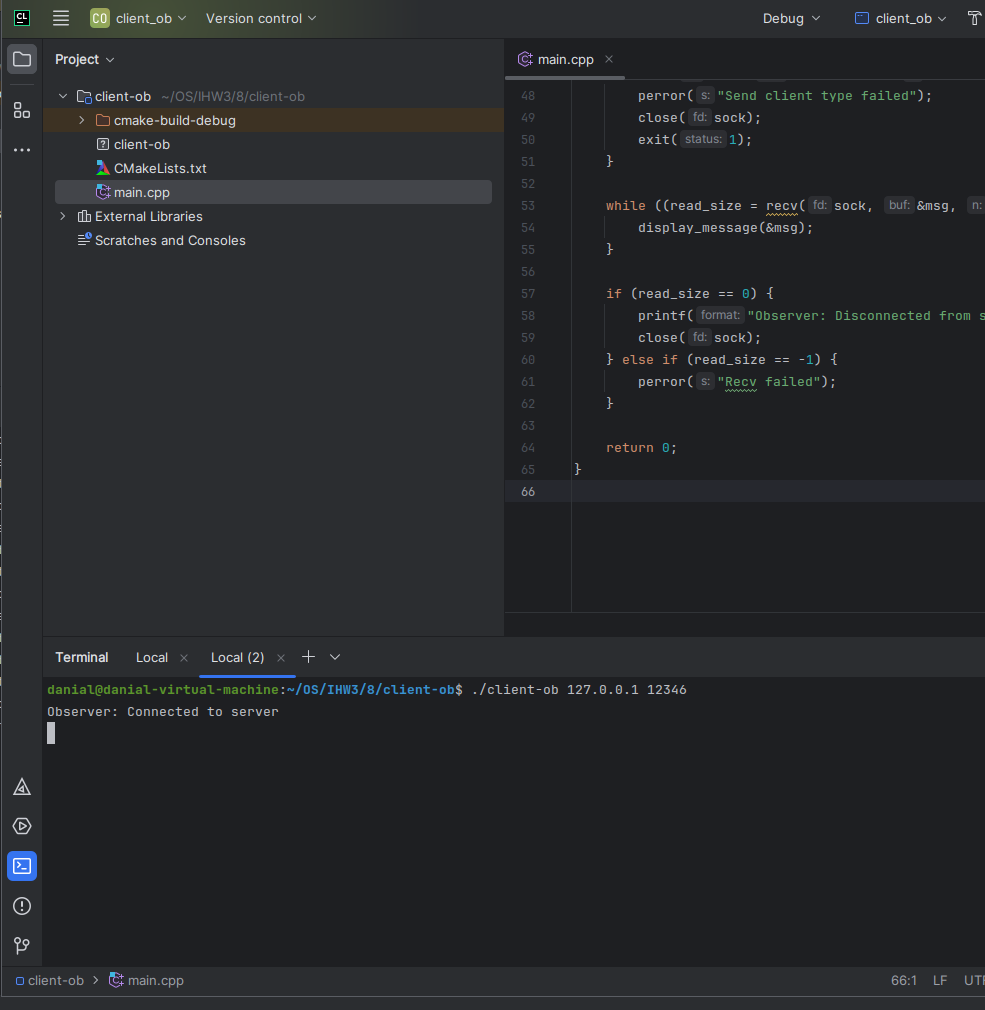 CL
CO client_ob
Version control
Debug
client_ob
Project
main.cpp
client-ob ~/OS/IHW3/8/client-ob
cmake-build-debug
client-ob
CMakeLists.txt
main.cpp
External Libraries
Scratches and Consoles
48 perror( s: "Send client type failed");
49 close( fd: sock);
50 exit( status: 1);
51 }
52
53 while ((read_size = recv( fd: sock, buf: &msg, n:
54 display_message(&msg);
55 }
56
57 if (read_size == 0) {
58 printf( format: "Observer: Disconnected from s
59 close( fd: sock);
60 } else if (read_size == -1) {
61 perror( s: "Recv failed");
62 }
63
64 return 0;
65 }
66
Terminal
Local
Local (2)
danial@danial-virtual-machine:~/OS/IHW3/8/client-ob$ ./client-ob 127.0.0.1 12346
Observer: Connected to server
client-ob > main.cpp
66:1
LF
UTF